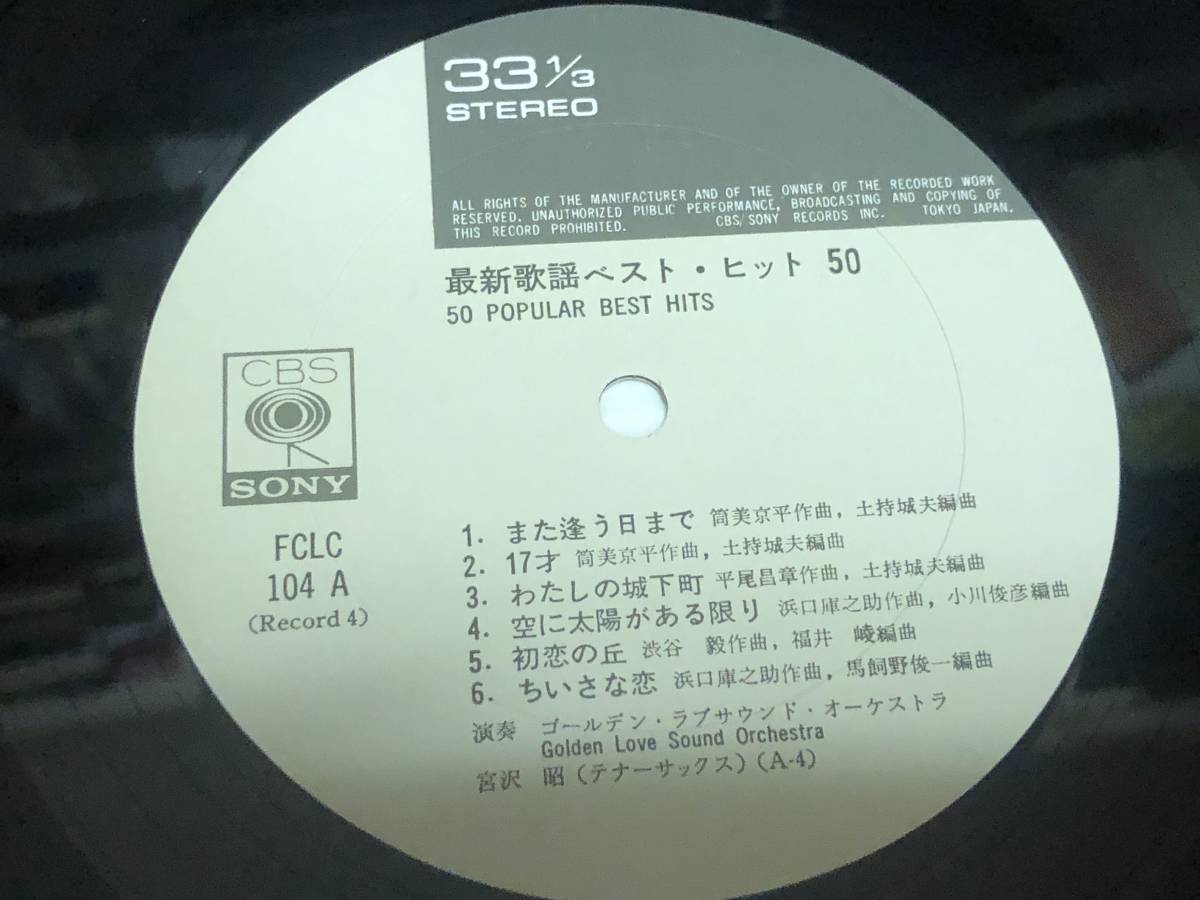 33 1/3
STEREO
ALL RIGHTS OF THE MANUFACTURER AND OF THE OWNER OF THE RECORDED WORK
RESERVED. UNAUTHORIZED PUBLIC PERFORMANCE, BROADCASTING AND COPYING OF
THIS RECORD PROHIBITED. CBS/SONY RECORDS INC. TOKYO JAPAN.
最新歌謡ベスト・ヒット 50
50 POPULAR BEST HITS
CBS
SONY
FCLC
104 A
(Record 4)
1. また逢う日まで 筒美京平作曲, 土持城夫編曲
2. 17才 筒美京平作曲, 土持城夫編曲
3. わたしの城下町 平尾昌章作曲, 土持城夫編曲
4. 空に太陽がある限り 浜口庫之助作曲, 小川俊彦編曲
5. 初恋の丘 渋谷 毅作曲, 福井 崚編曲
6. ちいさな恋 浜口庫之助作曲, 馬飼野俊一編曲
演奏 ゴールデン・ラブサウンド・オーケストラ
Golden Love Sound Orchestra
宮沢 昭 (テナーサックス) (A-4)